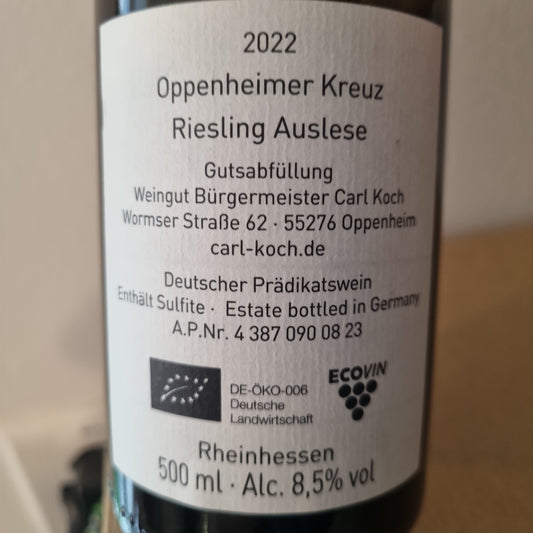 2022
Oppenheimer Kreuz
Riesling Auslese
Gutsabfüllung
Weingut Bürgermeister Carl Koch
Wormser Straße 62 · 55276 Oppenheim
carl-koch.de
Deutscher Prädikatswein
Enthält Sulfite · Estate bottled in Germany
A.P.Nr. 4 387 090 08 23
DE-ÖKO-006
Deutsche
Landwirtschaft
ECOVIN
Rheinhessen
500 ml · Alc. 8,5% vol